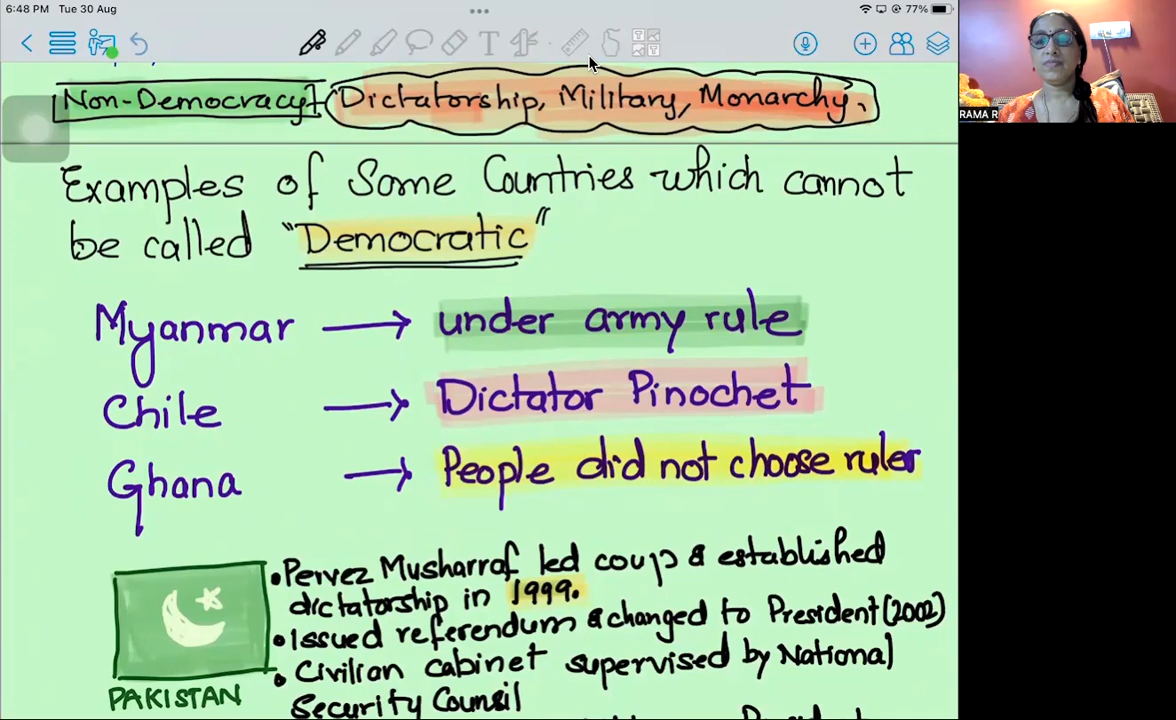 6:48 PM Tue 30 Aug
77%
Non-Democracy
Dictatorship, Military, Monarchy.
Examples of Some Countries which cannot
be called "Democratic"
Myanmar → under army rule
Chile → Dictator Pinochet
Ghana → People did not choose ruler
• Pervez Musharraf led coup & established
dictatorship in 1999.
• Issued referendum & changed to President (2002)
• Civilian cabinet supervised by National
Security Council
PAKISTAN
RAMA R